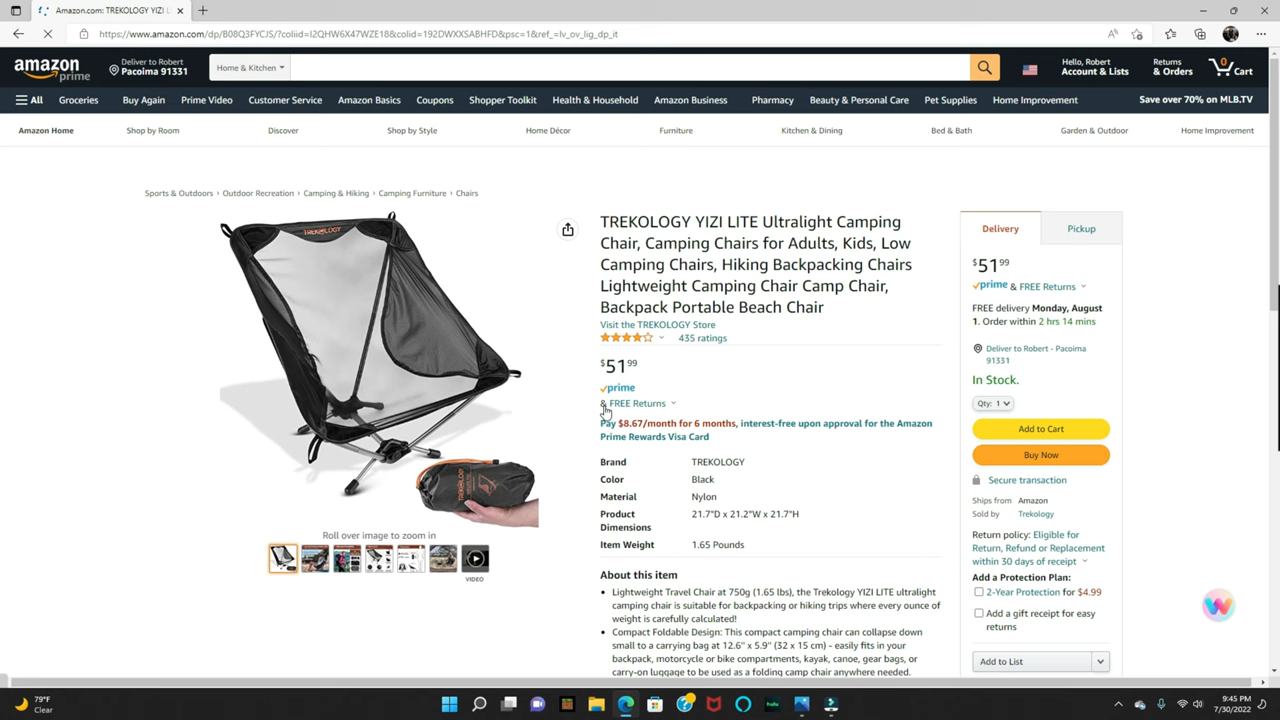 Amazon.com: TREKOLOGY YIZI L
https://www.amazon.com/dp/B08Q3FYCJS/?coliid=I2QHW6X47WZE18&colid=192DWXXSABHFD&psc=1&ref_=lv_ov_lig_dp_it
amazon prime
Deliver to Robert
Pacoima 91331
Home & Kitchen
Hello, Robert
Account & Lists
Returns
& Orders
0
Cart
All Groceries Buy Again Prime Video Customer Service Amazon Basics Coupons Shopper Toolkit Health & Household Amazon Business Pharmacy Beauty & Personal Care Pet Supplies Home Improvement Save over 70% on MLB.TV
Amazon Home Shop by Room Discover Shop by Style Home Décor Furniture Kitchen & Dining Bed & Bath Garden & Outdoor Home Improvement
Sports & Outdoors › Outdoor Recreation › Camping & Hiking › Camping Furniture › Chairs
TREKOLOGY
TREKOLOGY
Roll over image to zoom in
VIDEO
TREKOLOGY YIZI LITE Ultralight Camping
Chair, Camping Chairs for Adults, Kids, Low
Camping Chairs, Hiking Backpacking Chairs
Lightweight Camping Chair Camp Chair,
Backpack Portable Beach Chair
Visit the TREKOLOGY Store
435 ratings
$51 99
prime
& FREE Returns
Pay $8.67/month for 6 months, interest-free upon approval for the Amazon
Prime Rewards Visa Card
Brand TREKOLOGY
Color Black
Material Nylon
Product 21.7"D x 21.2"W x 21.7"H
Dimensions
Item Weight 1.65 Pounds
About this item
• Lightweight Travel Chair at 750g (1.65 lbs), the Trekology YIZI LITE ultralight
camping chair is suitable for backpacking or hiking trips where every ounce of
weight is carefully calculated!
• Compact Foldable Design: This compact camping chair can collapse down
small to a carrying bag at 12.6" x 5.9" (32 x 15 cm) - easily fits in your
backpack, motorcycle or bike compartments, kayak, canoe, gear bags, or
carry-on luggage to be used as a folding camp chair anywhere needed.
Delivery Pickup
$51 99
prime & FREE Returns
FREE delivery Monday, August
1. Order within 2 hrs 14 mins
Deliver to Robert - Pacoima
91331
In Stock.
Qty: 1
Add to Cart
Buy Now
Secure transaction
Ships from Amazon
Sold by Trekology
Return policy: Eligible for
Return, Refund or Replacement
within 30 days of receipt
Add a Protection Plan:
2-Year Protection for $4.99
Add a gift receipt for easy
returns
Add to List
79°F
Clear
hulu
9:45 PM
7/30/2022